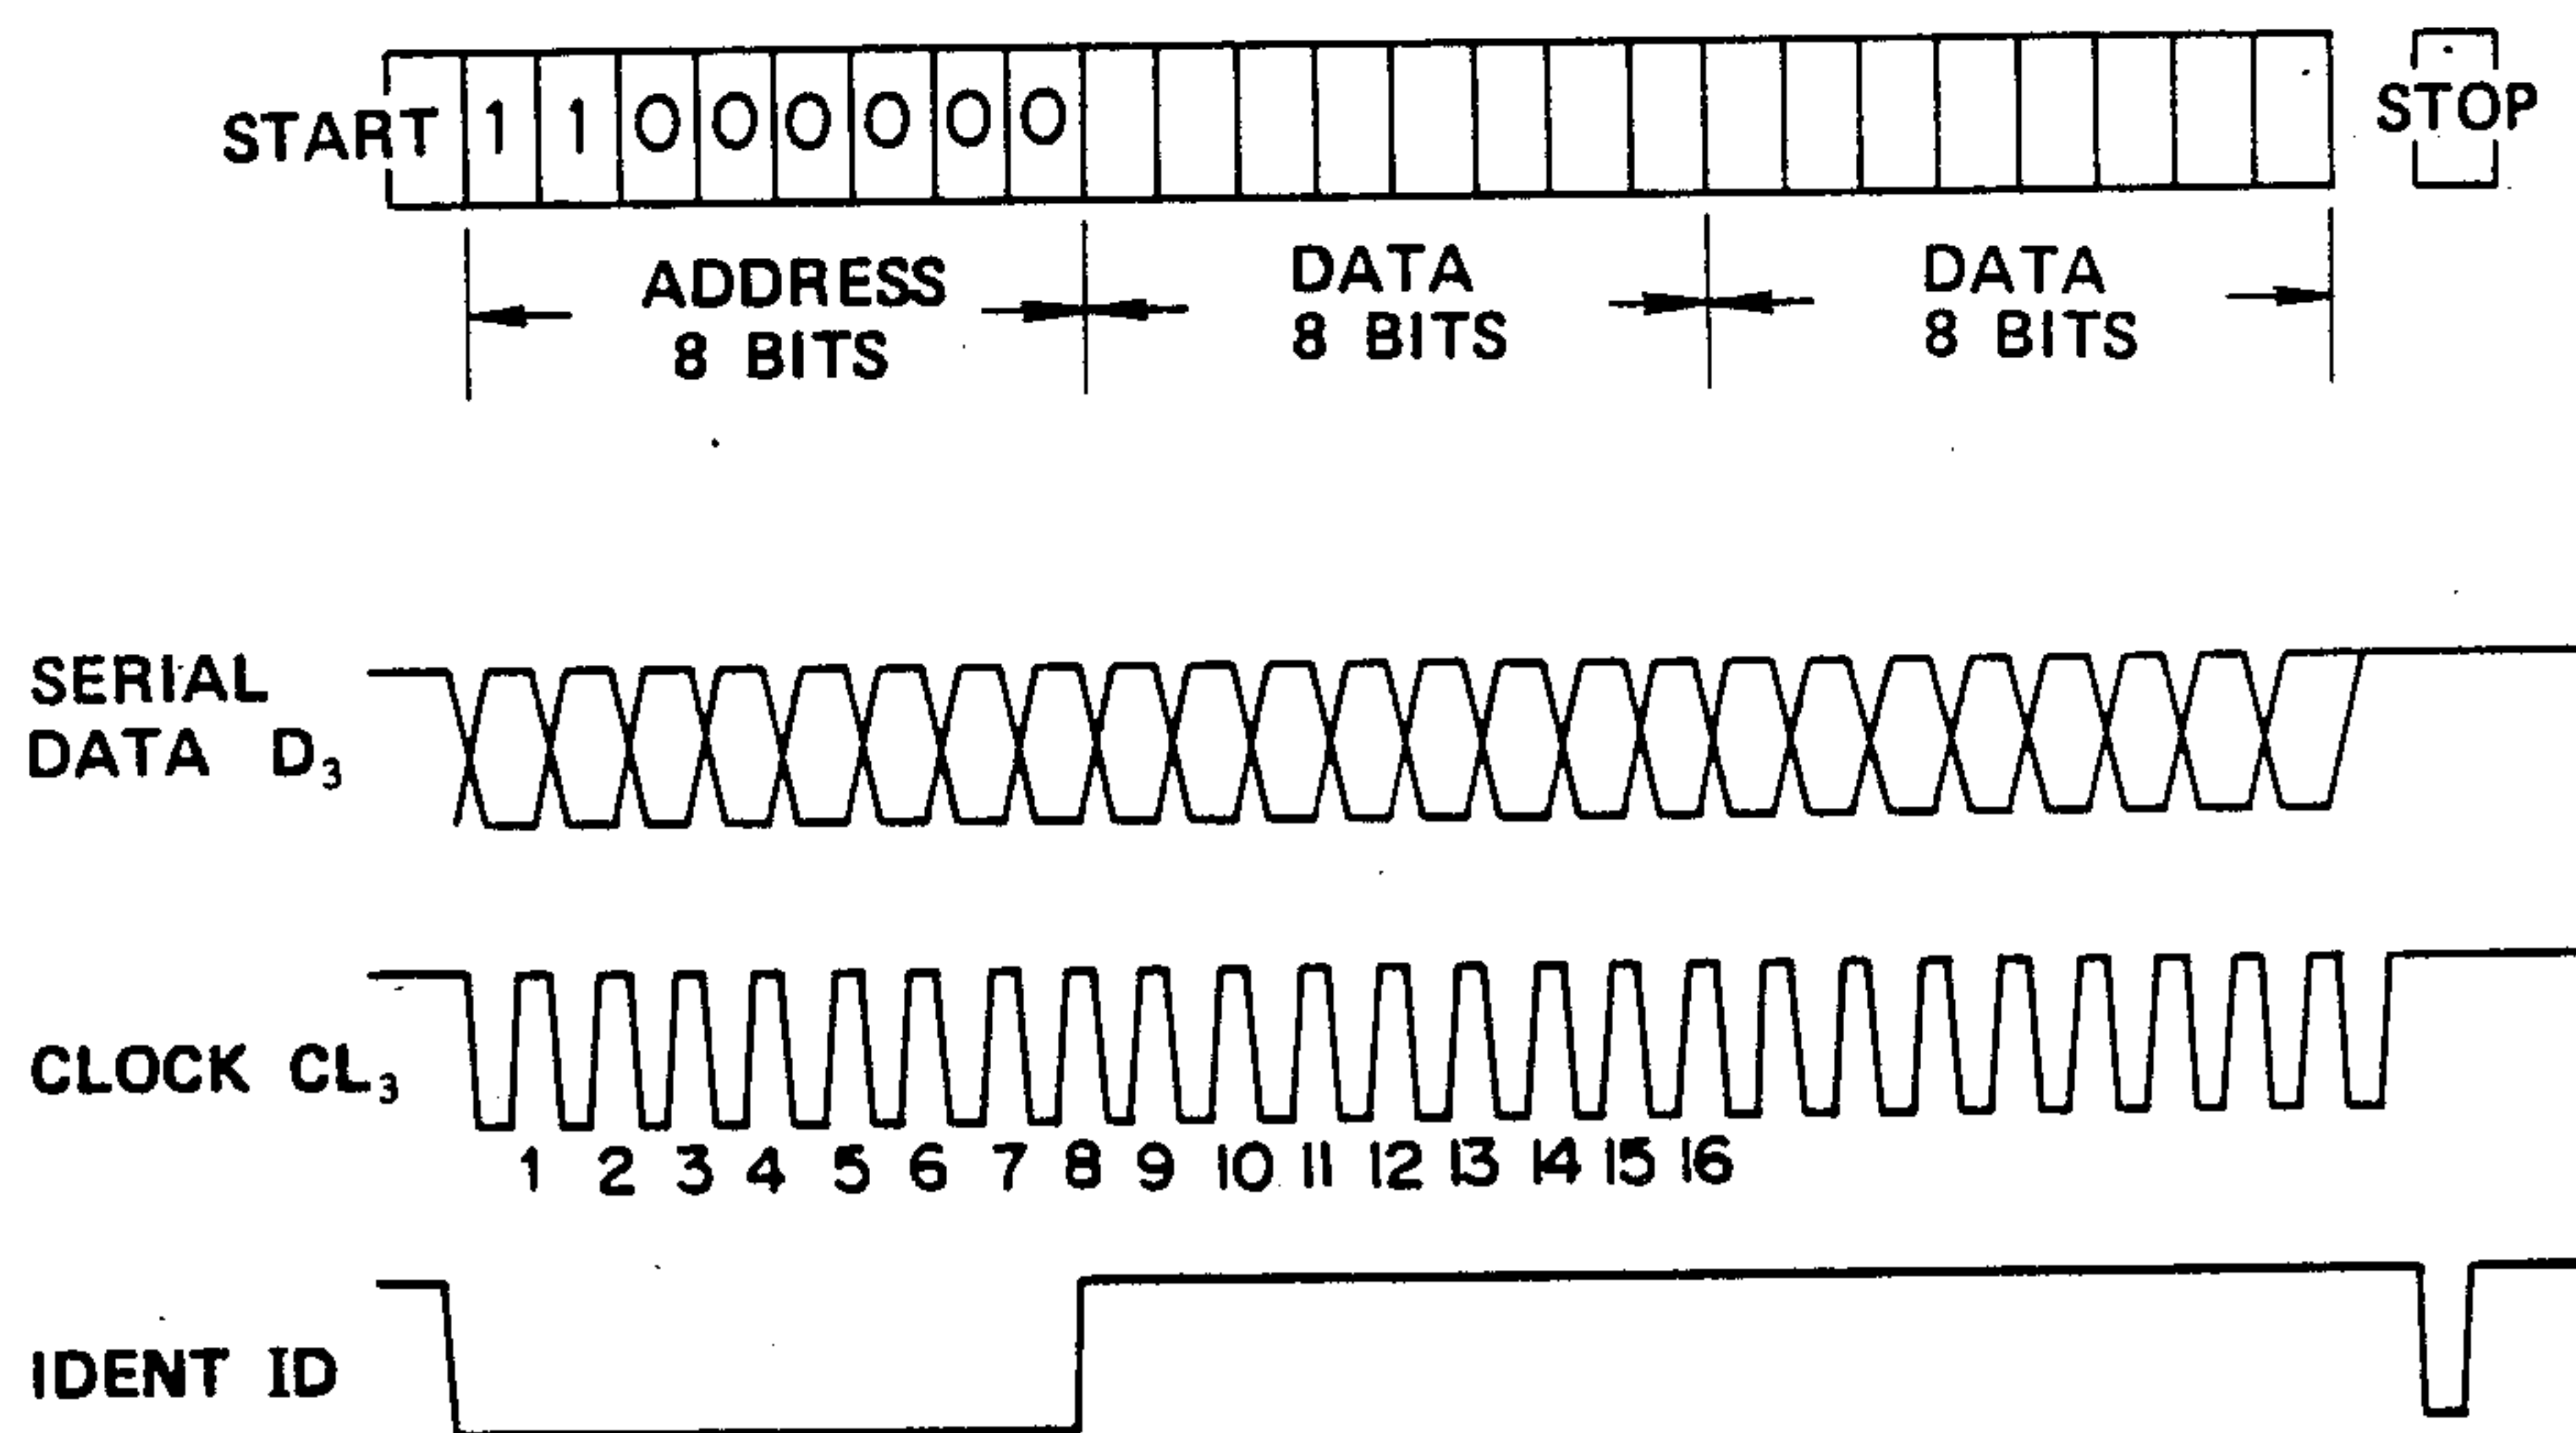 START 1 1 0 0 0 0 0 0 STOP
ADDRESS
8 BITS
DATA
8 BITS
DATA
8 BITS
SERIAL
DATA D₃
CLOCK CL₃
1 2 3 4 5 6 7 8 9 10 11 12 13 14 15 16
IDENT ID